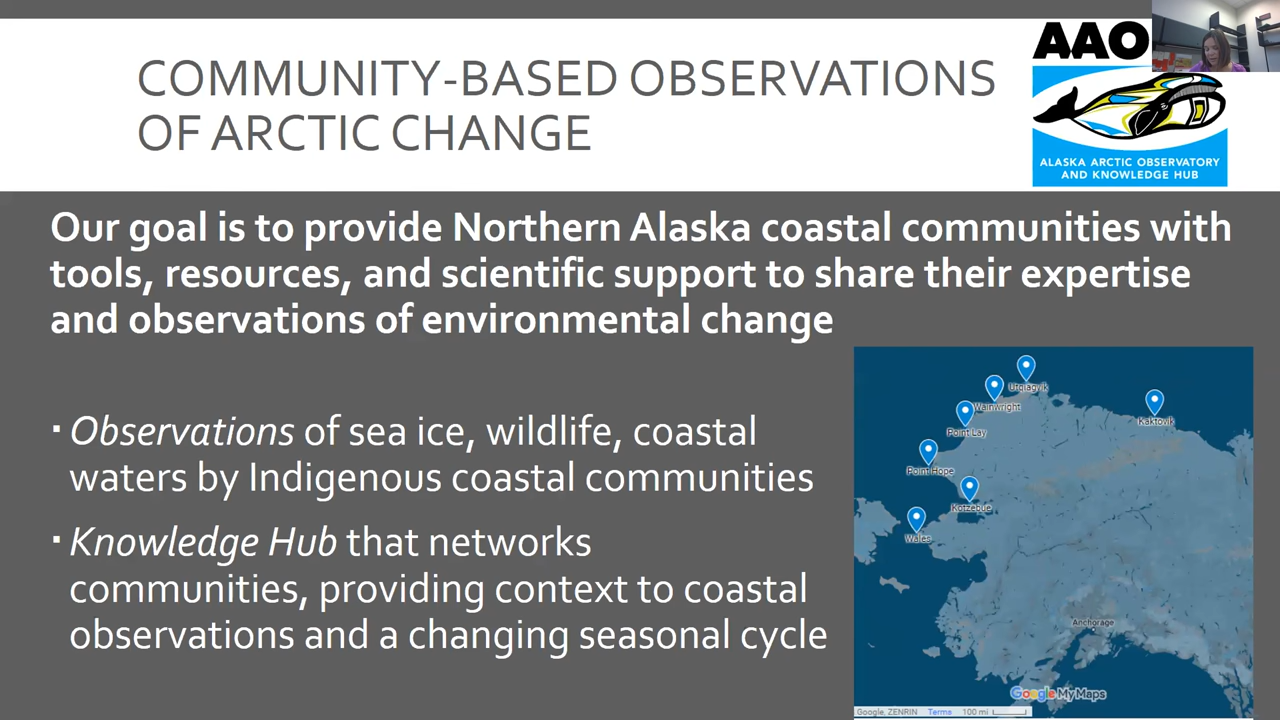 COMMUNITY-BASED OBSERVATIONS
OF ARCTIC CHANGE
AAO
ALASKA ARCTIC OBSERVATORY
AND KNOWLEDGE HUB
Our goal is to provide Northern Alaska coastal communities with
tools, resources, and scientific support to share their expertise
and observations of environmental change
▪ Observations of sea ice, wildlife, coastal
waters by Indigenous coastal communities
▪ Knowledge Hub that networks
communities, providing context to coastal
observations and a changing seasonal cycle
Utqiagvik
Wainwright
Kaktovik
Point Lay
Point Hope
Kotzebue
Wales
Anchorage
Google My Maps
Google, ZENRIN Terms 100 mi